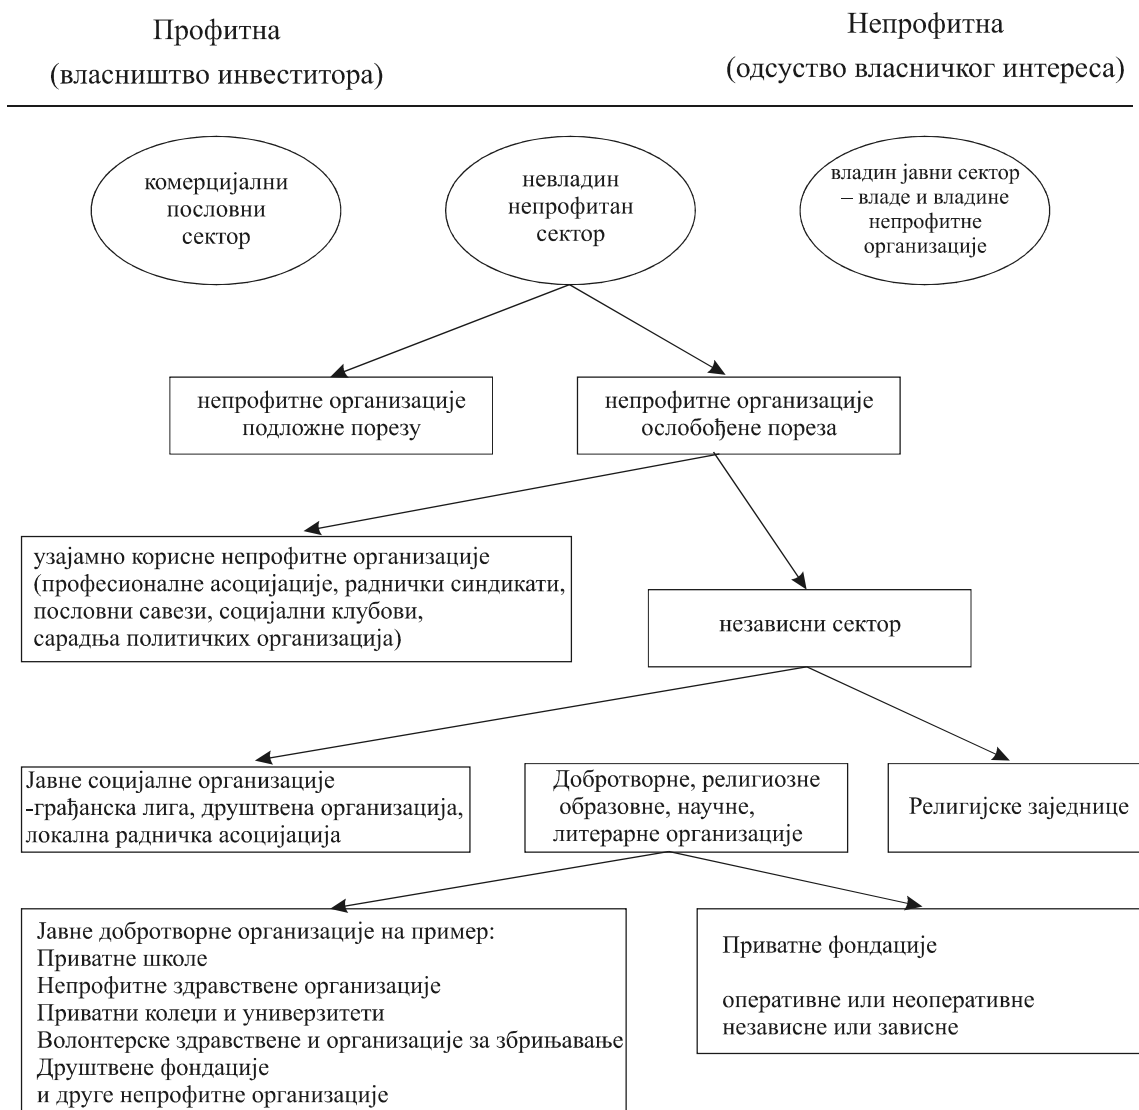 Профитна
(власништво инвеститора)
Непрофитна
(одсуство власничког интереса)
комерцијални
пословни
сектор
невладин
непрофитан
сектор
владин јавни сектор
– владе и владине
непрофитне
организације
непрофитне организације
подложне порезу
непрофитне организације
ослобођене пореза
узајамно корисне непрофитне организације
(професионалне асоцијације, раднички синдикати,
пословни савези, социјални клубови,
сарадња политичких организација)
независни сектор
Јавне социјалне организације
-грађанска лига, друштвена организација,
локална радничка асоцијација
Добротворне, религиозне
образовне, научне,
литерарне организације
Религијске заједнице
Јавне добротворне организације на пример:
Приватне школе
Непрофитне здравствене организације
Приватни колеџи и универзитети
Волонтерске здравствене и организације за збрињавање
Друштвене фондације
и друге непрофитне организације
Приватне фондације
оперативне или неоперативне
независне или зависне